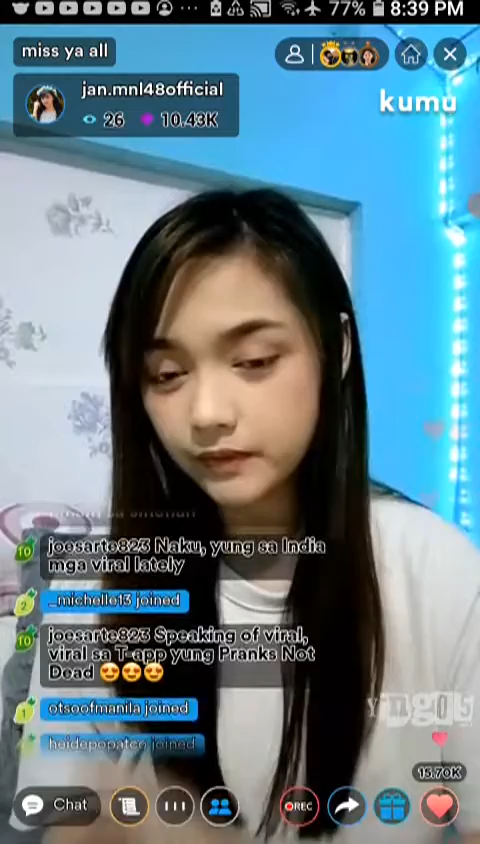 77% 8:39 PM
miss ya all
jan.mnl48official
26 10.43K
kumu
10 joesarte823 Naku, yung sa India
mga viral lately
2 _michelle13 joined
10 joesarte823 Speaking of viral,
viral sa T-app yung Pranks Not
Dead 😍😍😍
1 otsoofmanila joined
heidepopatco joined
15.70K
Chat
REC